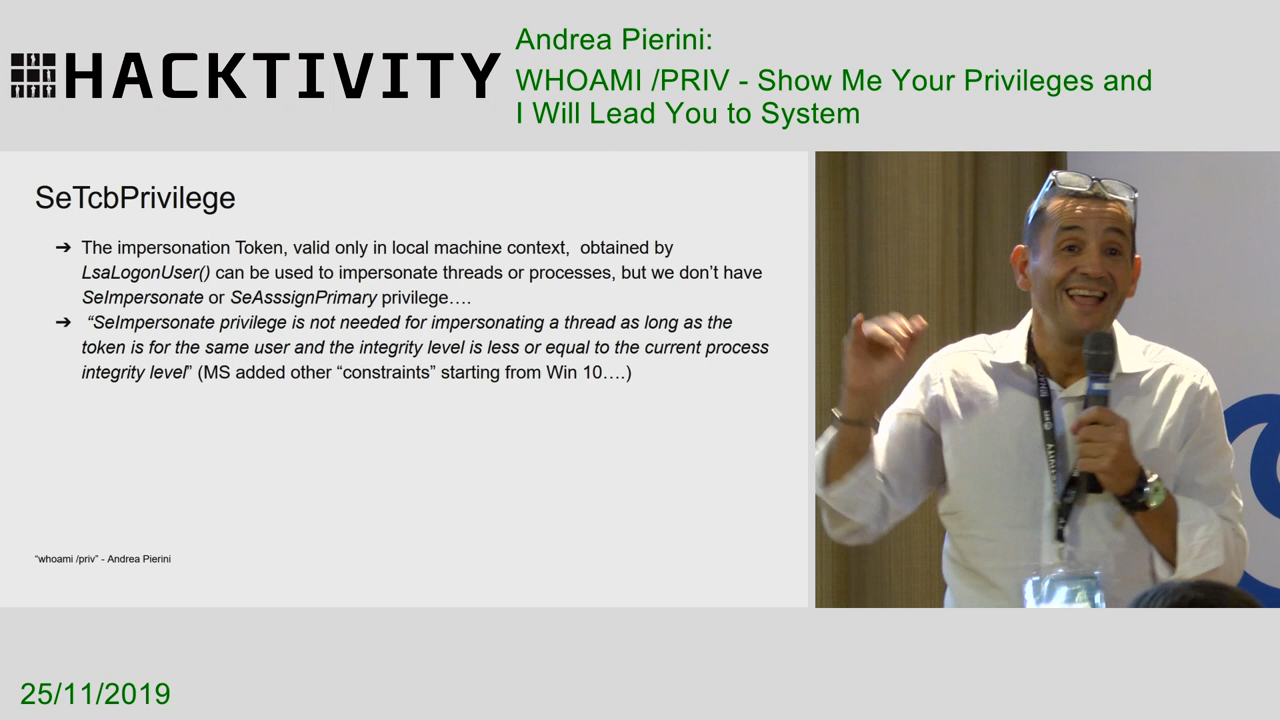 HACKTIVITY
Andrea Pierini:
WHOAMI /PRIV - Show Me Your Privileges and
I Will Lead You to System
SeTcbPrivilege
➔ The impersonation Token, valid only in local machine context, obtained by
LsaLogonUser() can be used to impersonate threads or processes, but we don't have
SeImpersonate or SeAsssignPrimary privilege….
➔ “SeImpersonate privilege is not needed for impersonating a thread as long as the
token is for the same user and the integrity level is less or equal to the current process
integrity level” (MS added other “constraints” starting from Win 10….)
“whoami /priv” - Andrea Pierini
25/11/2019